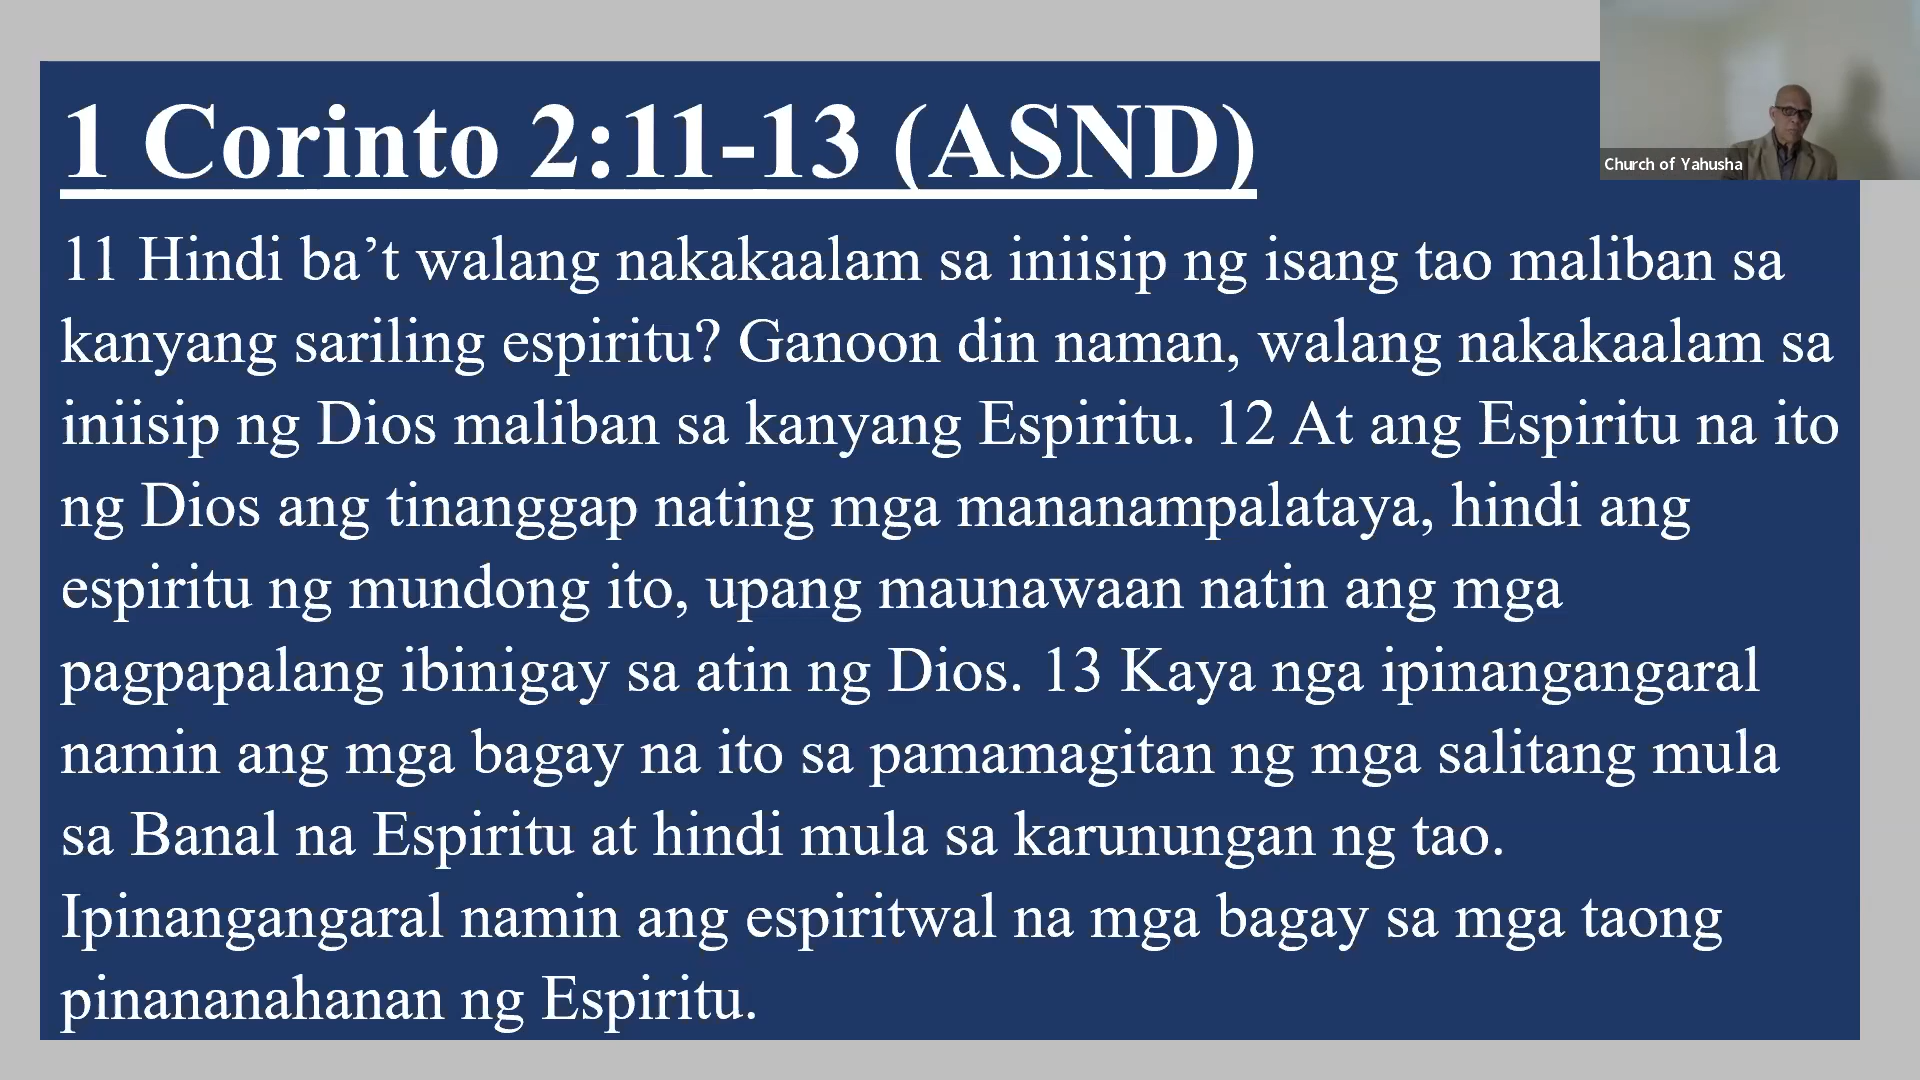 1 Corinto 2:11-13 (ASND)
11 Hindi ba’t walang nakakaalam sa iniisip ng isang tao maliban sa
kanyang sariling espiritu? Ganoon din naman, walang nakakaalam sa
iniisip ng Dios maliban sa kanyang Espiritu. 12 At ang Espiritu na ito
ng Dios ang tinanggap nating mga mananampalataya, hindi ang
espiritu ng mundong ito, upang maunawaan natin ang mga
pagpapalang ibinigay sa atin ng Dios. 13 Kaya nga ipinangangaral
namin ang mga bagay na ito sa pamamagitan ng mga salitang mula
sa Banal na Espiritu at hindi mula sa karunungan ng tao.
Ipinangangaral namin ang espiritwal na mga bagay sa mga taong
pinananahanan ng Espiritu.
Church of Yahusha